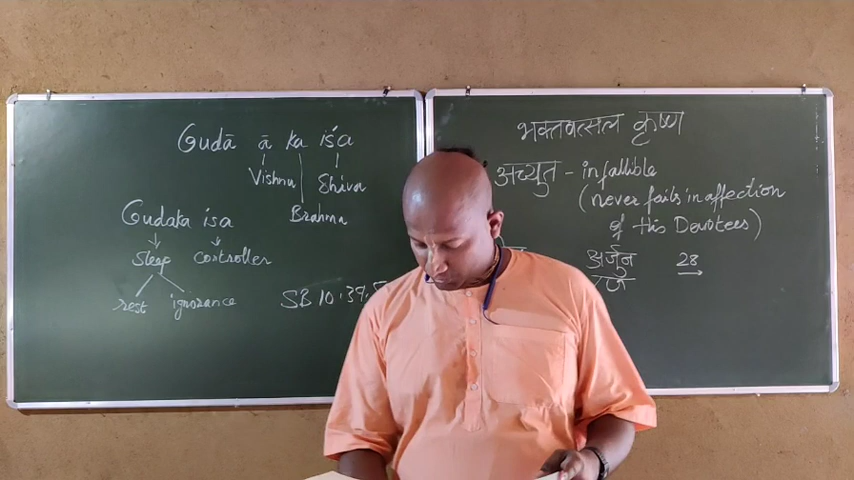 Gudā ā ka iśa
Vishnu Shiva
Brahma
Gudaka isa
sleep controller
rest ignorance
SB 10.39.
भक्तवत्सल कृष्ण
अच्युत - infallible
(never fails in affection
of His Devotees)
अर्जुन 28